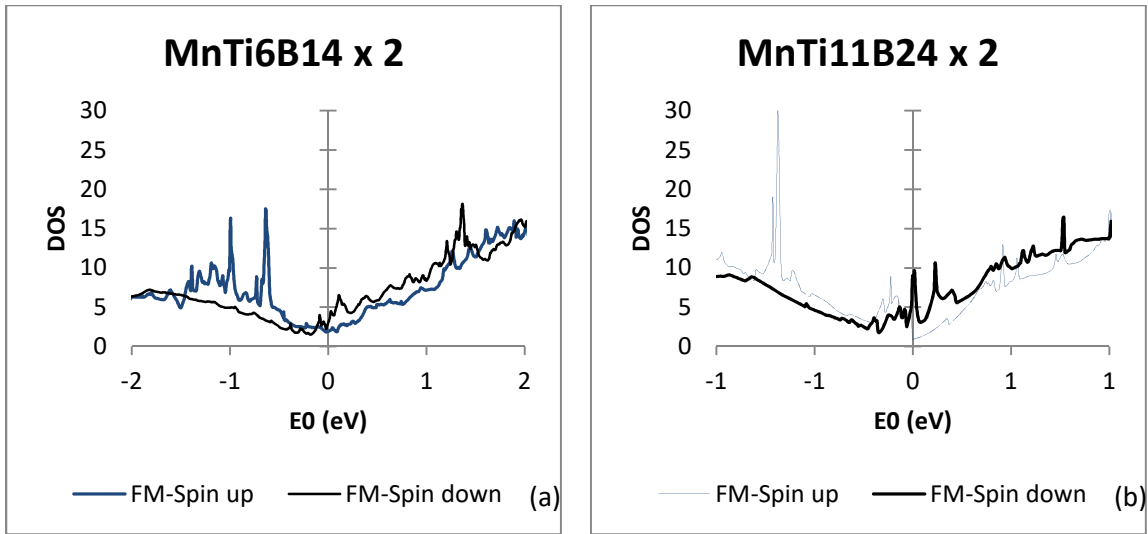 MnTi6B14 x 2
30
25
20
15
10
5
0
DOS
-2
-1
0
1
2
E0 (eV)
FM-Spin up
FM-Spin down
(a)
MnTi11B24 x 2
30
25
20
15
10
5
0
DOS
-1
-1
0
1
1
E0 (eV)
FM-Spin up
FM-Spin down
(b)